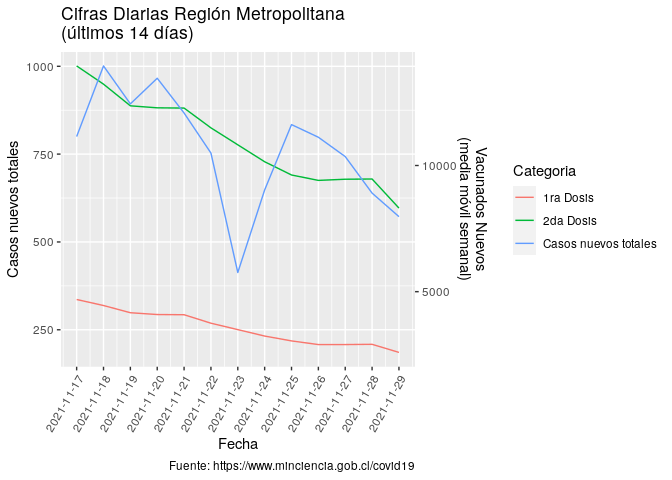 Cifras Diarias Región Metropolitana
(últimos 14 días)
Casos nuevos totales
1000
750
500
250
10000
5000
Vacunados Nuevos
(media móvil semanal)
Categoria
1ra Dosis
2da Dosis
Casos nuevos totales
2021-11-17
2021-11-18
2021-11-19
2021-11-20
2021-11-21
2021-11-22
2021-11-23
2021-11-24
2021-11-25
2021-11-26
2021-11-27
2021-11-28
2021-11-29
Fecha
Fuente: https://www.minciencia.gob.cl/covid19